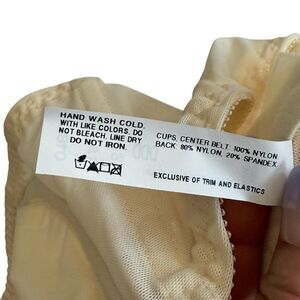 HAND WASH COLD.
WITH LIKE COLORS. DO
NOT BLEACH. LINE DRY
DO NOT IRON.
CUPS, CENTER BELT: 100% NYLON
BACK: 80% NYLON, 20% SPANDEX.
EXCLUSIVE OF TRIM AND ELASTICS